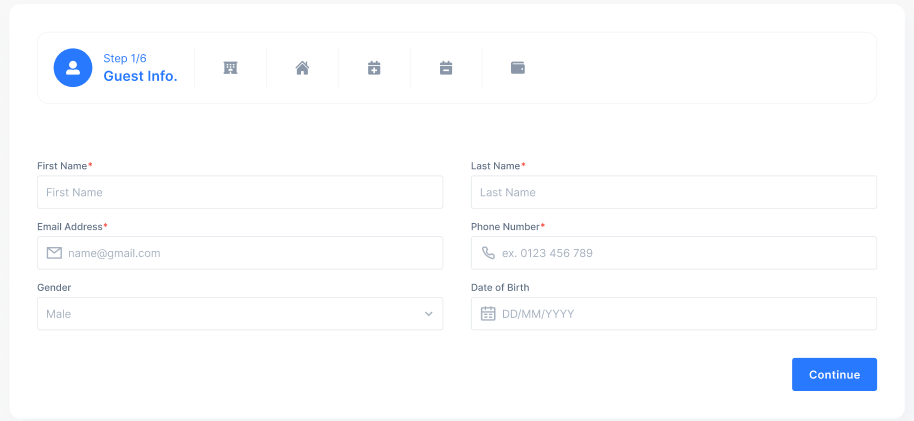 Step 1/6
Guest Info.
First Name*
Last Name*
First Name
Last Name
Email Address*
Phone Number*
name@gmail.com
ex. 0123 456 789
Gender
Date of Birth
Male
DD/MM/YYYY
Continue